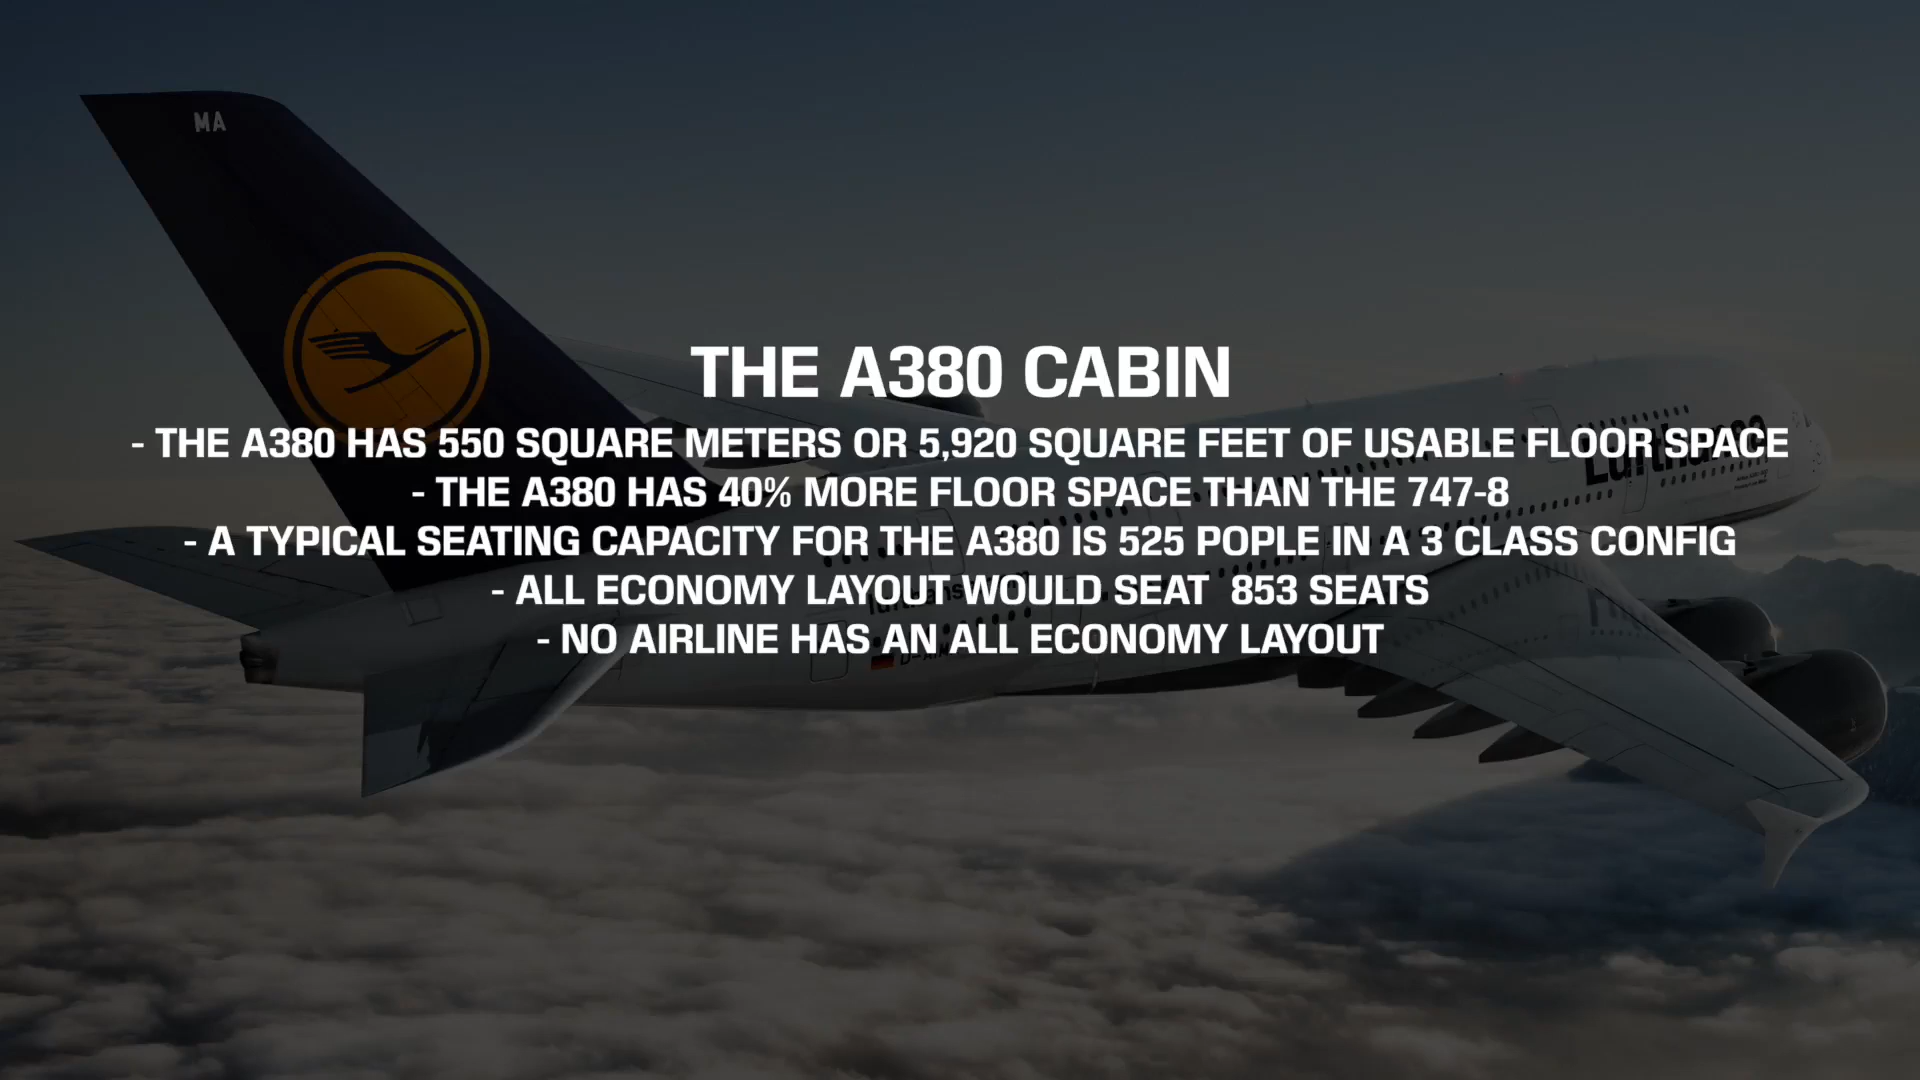 MA
THE A380 CABIN
- THE A380 HAS 550 SQUARE METERS OR 5,920 SQUARE FEET OF USABLE FLOOR SPACE
- THE A380 HAS 40% MORE FLOOR SPACE THAN THE 747-8
- A TYPICAL SEATING CAPACITY FOR THE A380 IS 525 POPLE IN A 3 CLASS CONFIG
- ALL ECONOMY LAYOUT WOULD SEAT  853 SEATS
- NO AIRLINE HAS AN ALL ECONOMY LAYOUT
Lufthansa